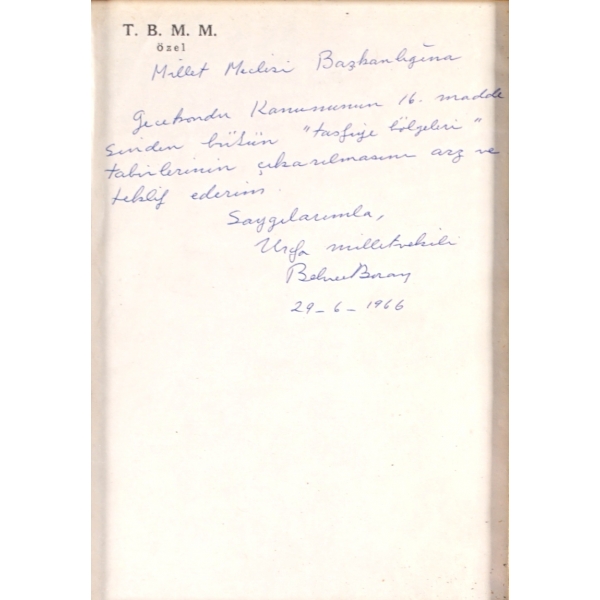 T. B. M. M.
özel
Millet Meclisi Başkanlığına
Gecekondu Kanununun 16. madde
sinden bütün "tasfiye bölgeleri"
tabirlerinin çıkarılmasını arz ve
teklif ederim.
Saygılarımla,
Urfa milletvekili
Behice Boran
29-6-1966